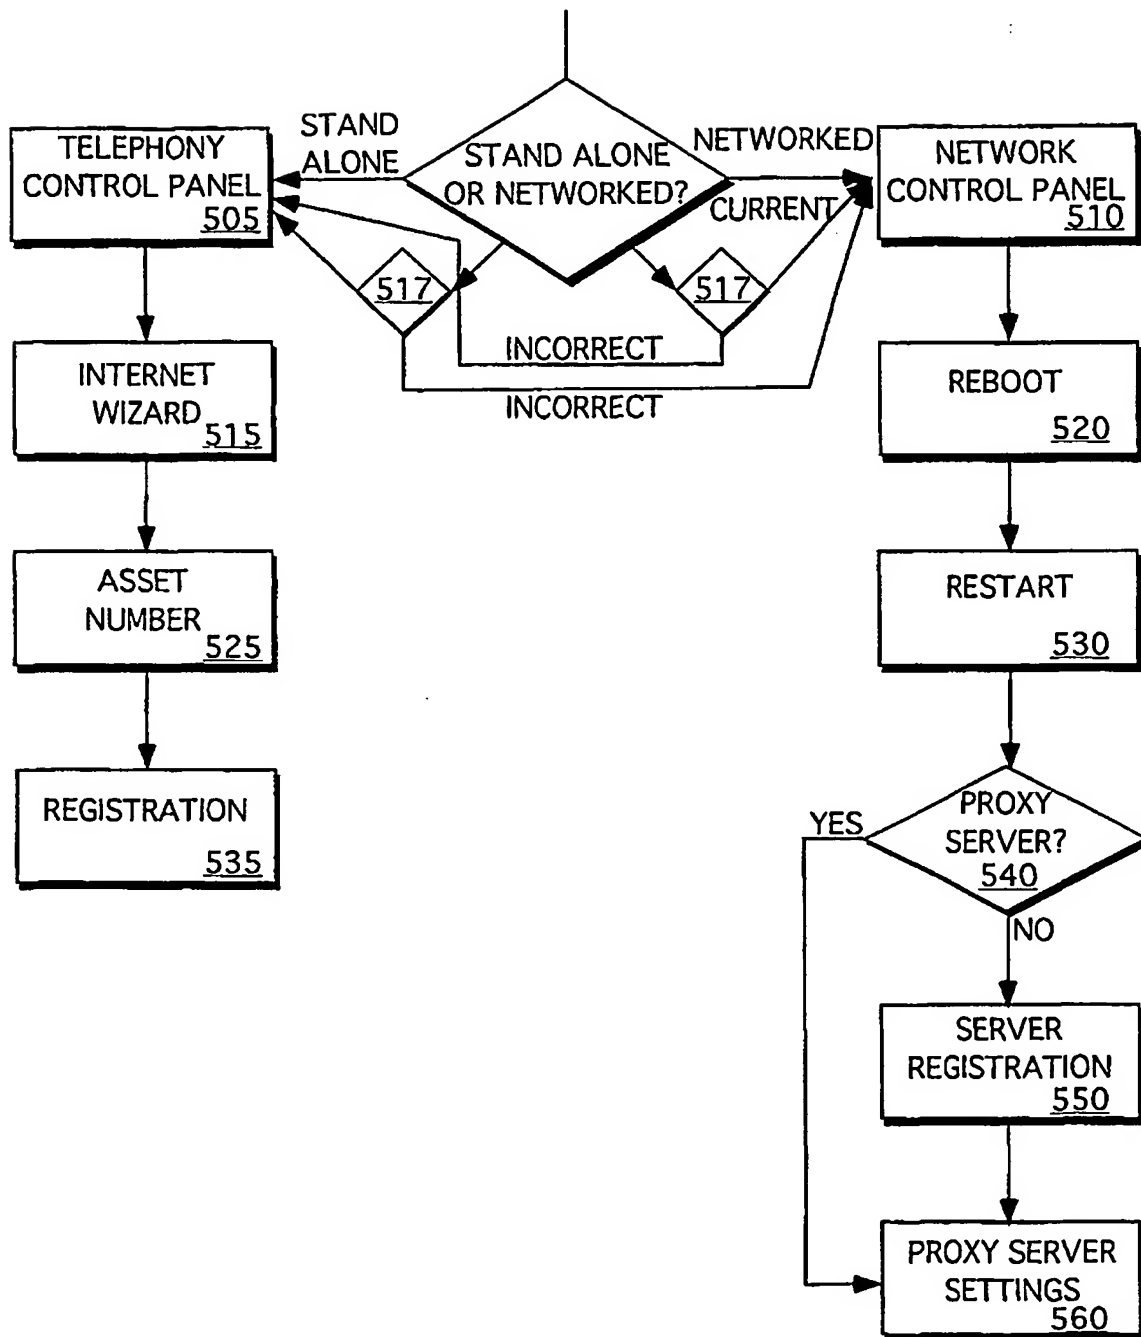 STAND ALONE
OR NETWORKED?
STAND
ALONE
NETWORKED
CURRENT
TELEPHONY
CONTROL PANEL
505
NETWORK
CONTROL PANEL
510
517
517
INCORRECT
INCORRECT
INTERNET
WIZARD
515
REBOOT
520
ASSET
NUMBER
525
RESTART
530
REGISTRATION
535
PROXY
SERVER?
540
YES
NO
SERVER
REGISTRATION
550
PROXY SERVER
SETTINGS
560